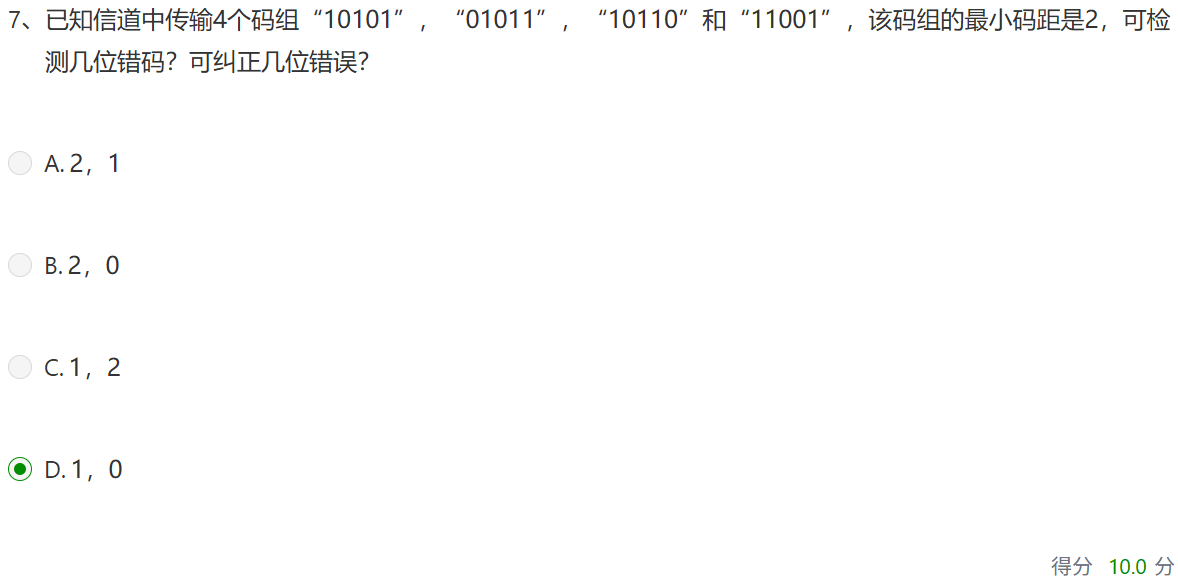 7、已知信道中传输4个码组“10101”，“01011”，“10110”和“11001”，该码组的最小码距是2，可检
测几位错码？可纠正几位错误？
A. 2，1
B. 2，0
C. 1，2
D. 1，0
得分 10.0 分